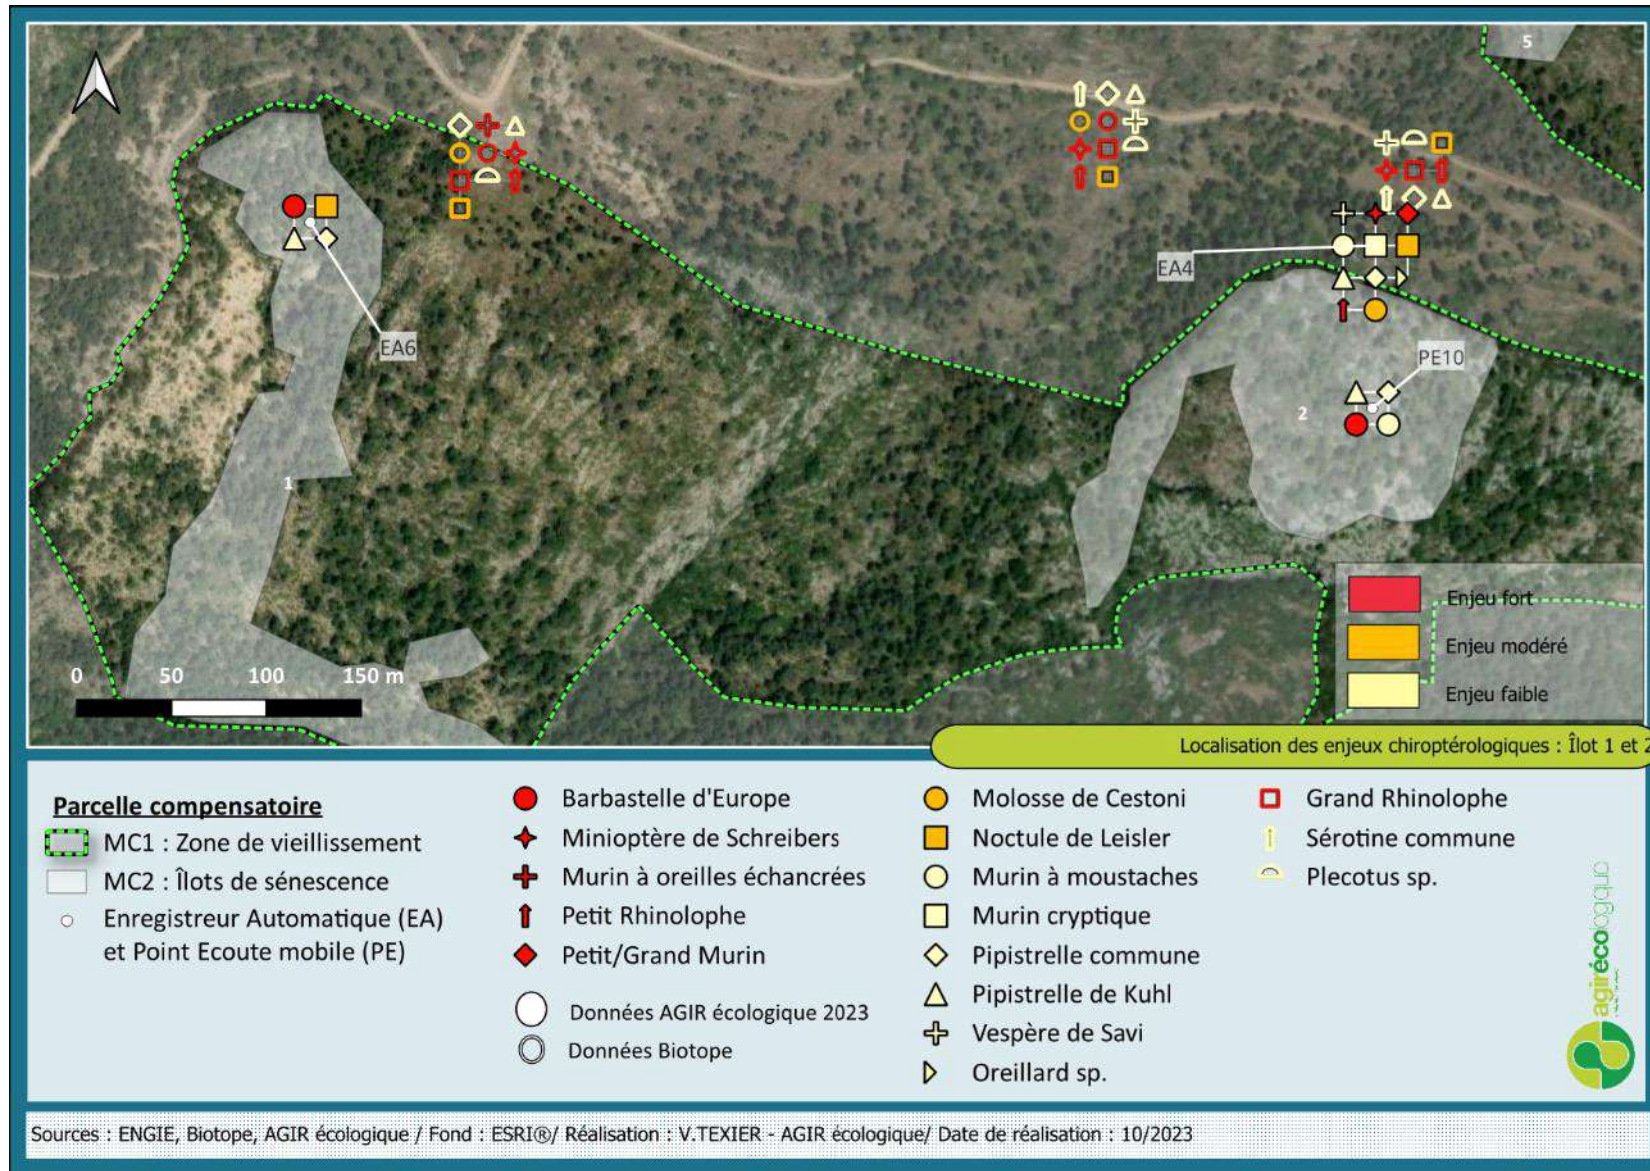 5
EA6
EA4
PE10
2
1
0 50 100 150 m
Enjeu fort
Enjeu modéré
Enjeu faible
Localisation des enjeux chiroptérologiques : Îlot 1 et 2
Parcelle compensatoire
MC1 : Zone de vieillissement
MC2 : Îlots de sénescence
Enregistreur Automatique (EA)
et Point Ecoute mobile (PE)
Barbastelle d'Europe
Minioptère de Schreibers
Murin à oreilles échancrées
Petit Rhinolophe
Petit/Grand Murin
Données AGIR écologique 2023
Données Biotope
Molosse de Cestoni
Noctule de Leisler
Murin à moustaches
Murin cryptique
Pipistrelle commune
Pipistrelle de Kuhl
Vespère de Savi
Oreillard sp.
Grand Rhinolophe
Sérotine commune
Plecotus sp.
agirécologique
Sources : ENGIE, Biotope, AGIR écologique / Fond : ESRI®/ Réalisation : V.TEXIER - AGIR écologique/ Date de réalisation : 10/2023